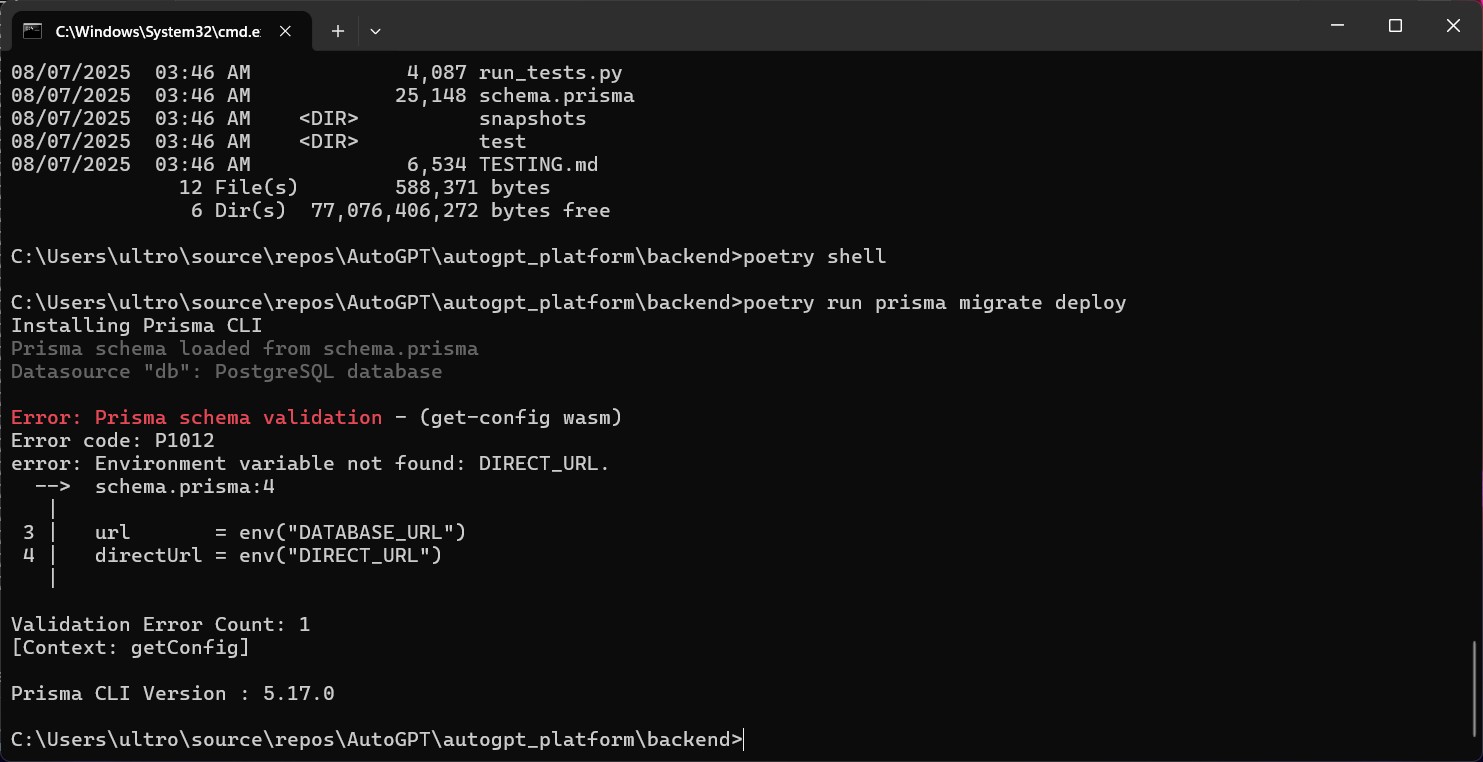 C:\Windows\System32\cmd.e
08/07/2025  03:46 AM             4,087 run_tests.py
08/07/2025  03:46 AM            25,148 schema.prisma
08/07/2025  03:46 AM    <DIR>          snapshots
08/07/2025  03:46 AM    <DIR>          test
08/07/2025  03:46 AM             6,534 TESTING.md
              12 File(s)        588,371 bytes
               6 Dir(s)  77,076,406,272 bytes free
C:\Users\ultro\source\repos\AutoGPT\autogpt_platform\backend>poetry shell
C:\Users\ultro\source\repos\AutoGPT\autogpt_platform\backend>poetry run prisma migrate deploy
Installing Prisma CLI
Prisma schema loaded from schema.prisma
Datasource "db": PostgreSQL database
Error: Prisma schema validation - (get-config wasm)
Error code: P1012
error: Environment variable not found: DIRECT_URL.
  -->  schema.prisma:4
   |
 3 |   url       = env("DATABASE_URL")
 4 |   directUrl = env("DIRECT_URL")
   |
Validation Error Count: 1
[Context: getConfig]
Prisma CLI Version : 5.17.0
C:\Users\ultro\source\repos\AutoGPT\autogpt_platform\backend>